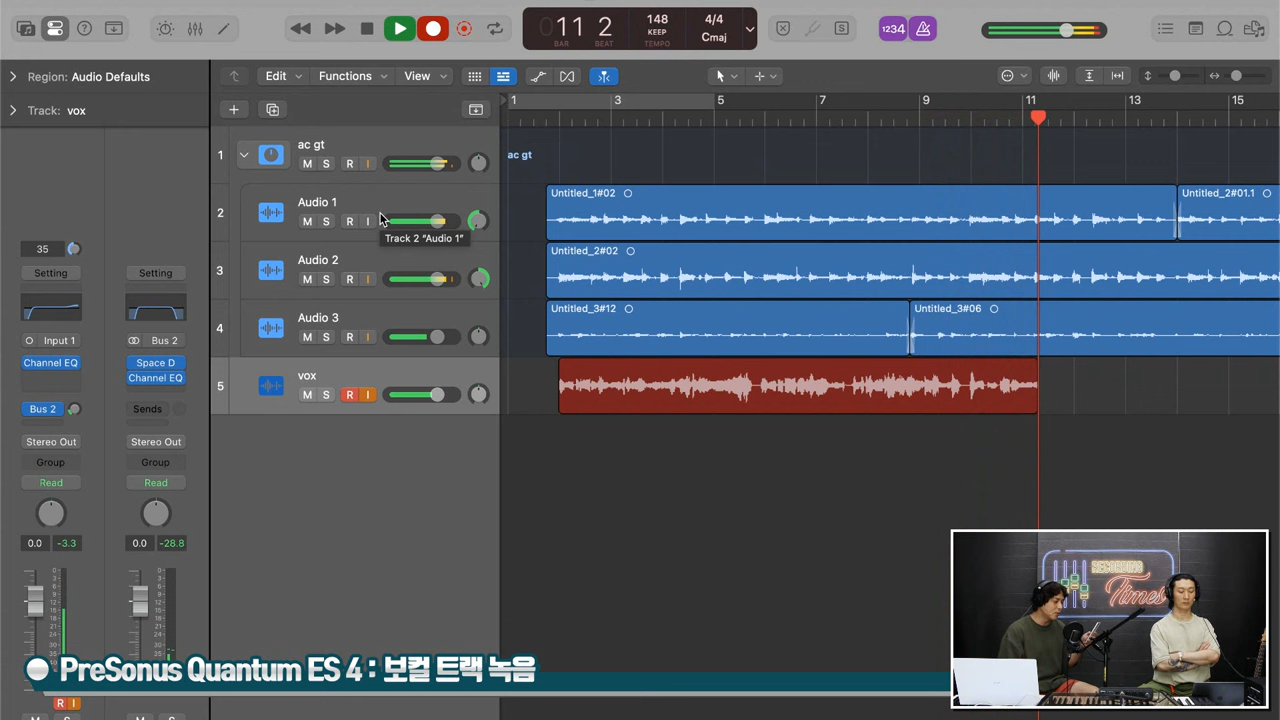 11 2
BAR BEAT
148
KEEP
TEMPO
4/4
Cmaj
1234
S
Region: Audio Defaults
Edit Functions View
Track: vox
1 3 5 7 9 11 13 15
1 ac gt
M S R I
ac gt
2 Audio 1
M S R I
Track 2 "Audio 1"
Untitled_1#02
Untitled_2#01.1
3 Audio 2
M S R I
Untitled_2#02
4 Audio 3
M S R I
Untitled_3#12
Untitled_3#06
5 vox
M S R I
35
Setting Setting
Input 1 Bus 2
Channel EQ Space D
Channel EQ
Bus 2 Sends
Stereo Out Stereo Out
Group Group
Read Read
0.0 -3.3 0.0 -28.8
R I
RECORDING
Times
PreSonus Quantum ES 4 : 보컬 트랙 녹음